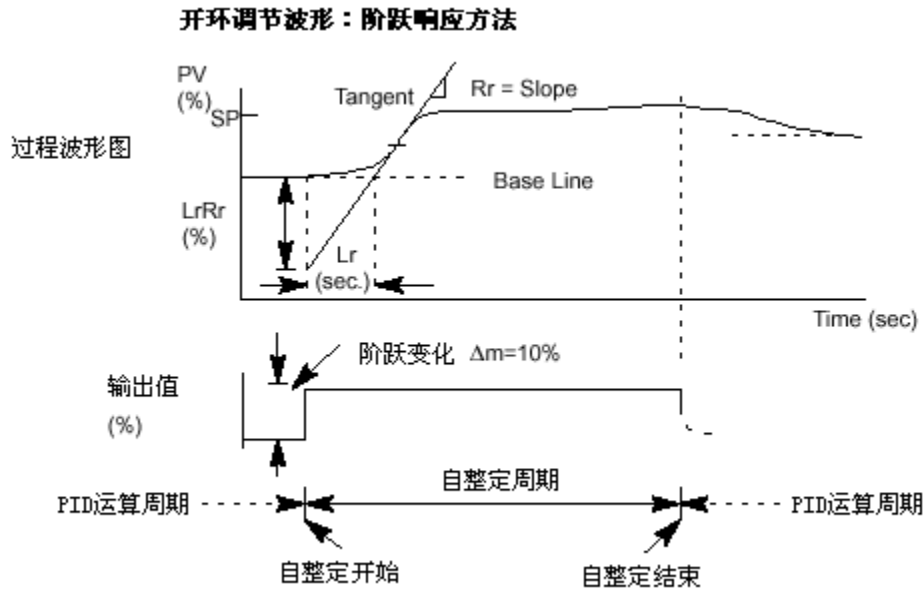 开环调节波形：阶跃响应方法
PV
(%)
Tangent
Rr = Slope
SP
过程波形图
Base Line
LrRr
(%)
Lr
(sec.)
Time (sec)
阶跃变化 Δm=10%
输出值
(%)
自整定周期
PID运算周期
PID运算周期
自整定开始
自整定结束